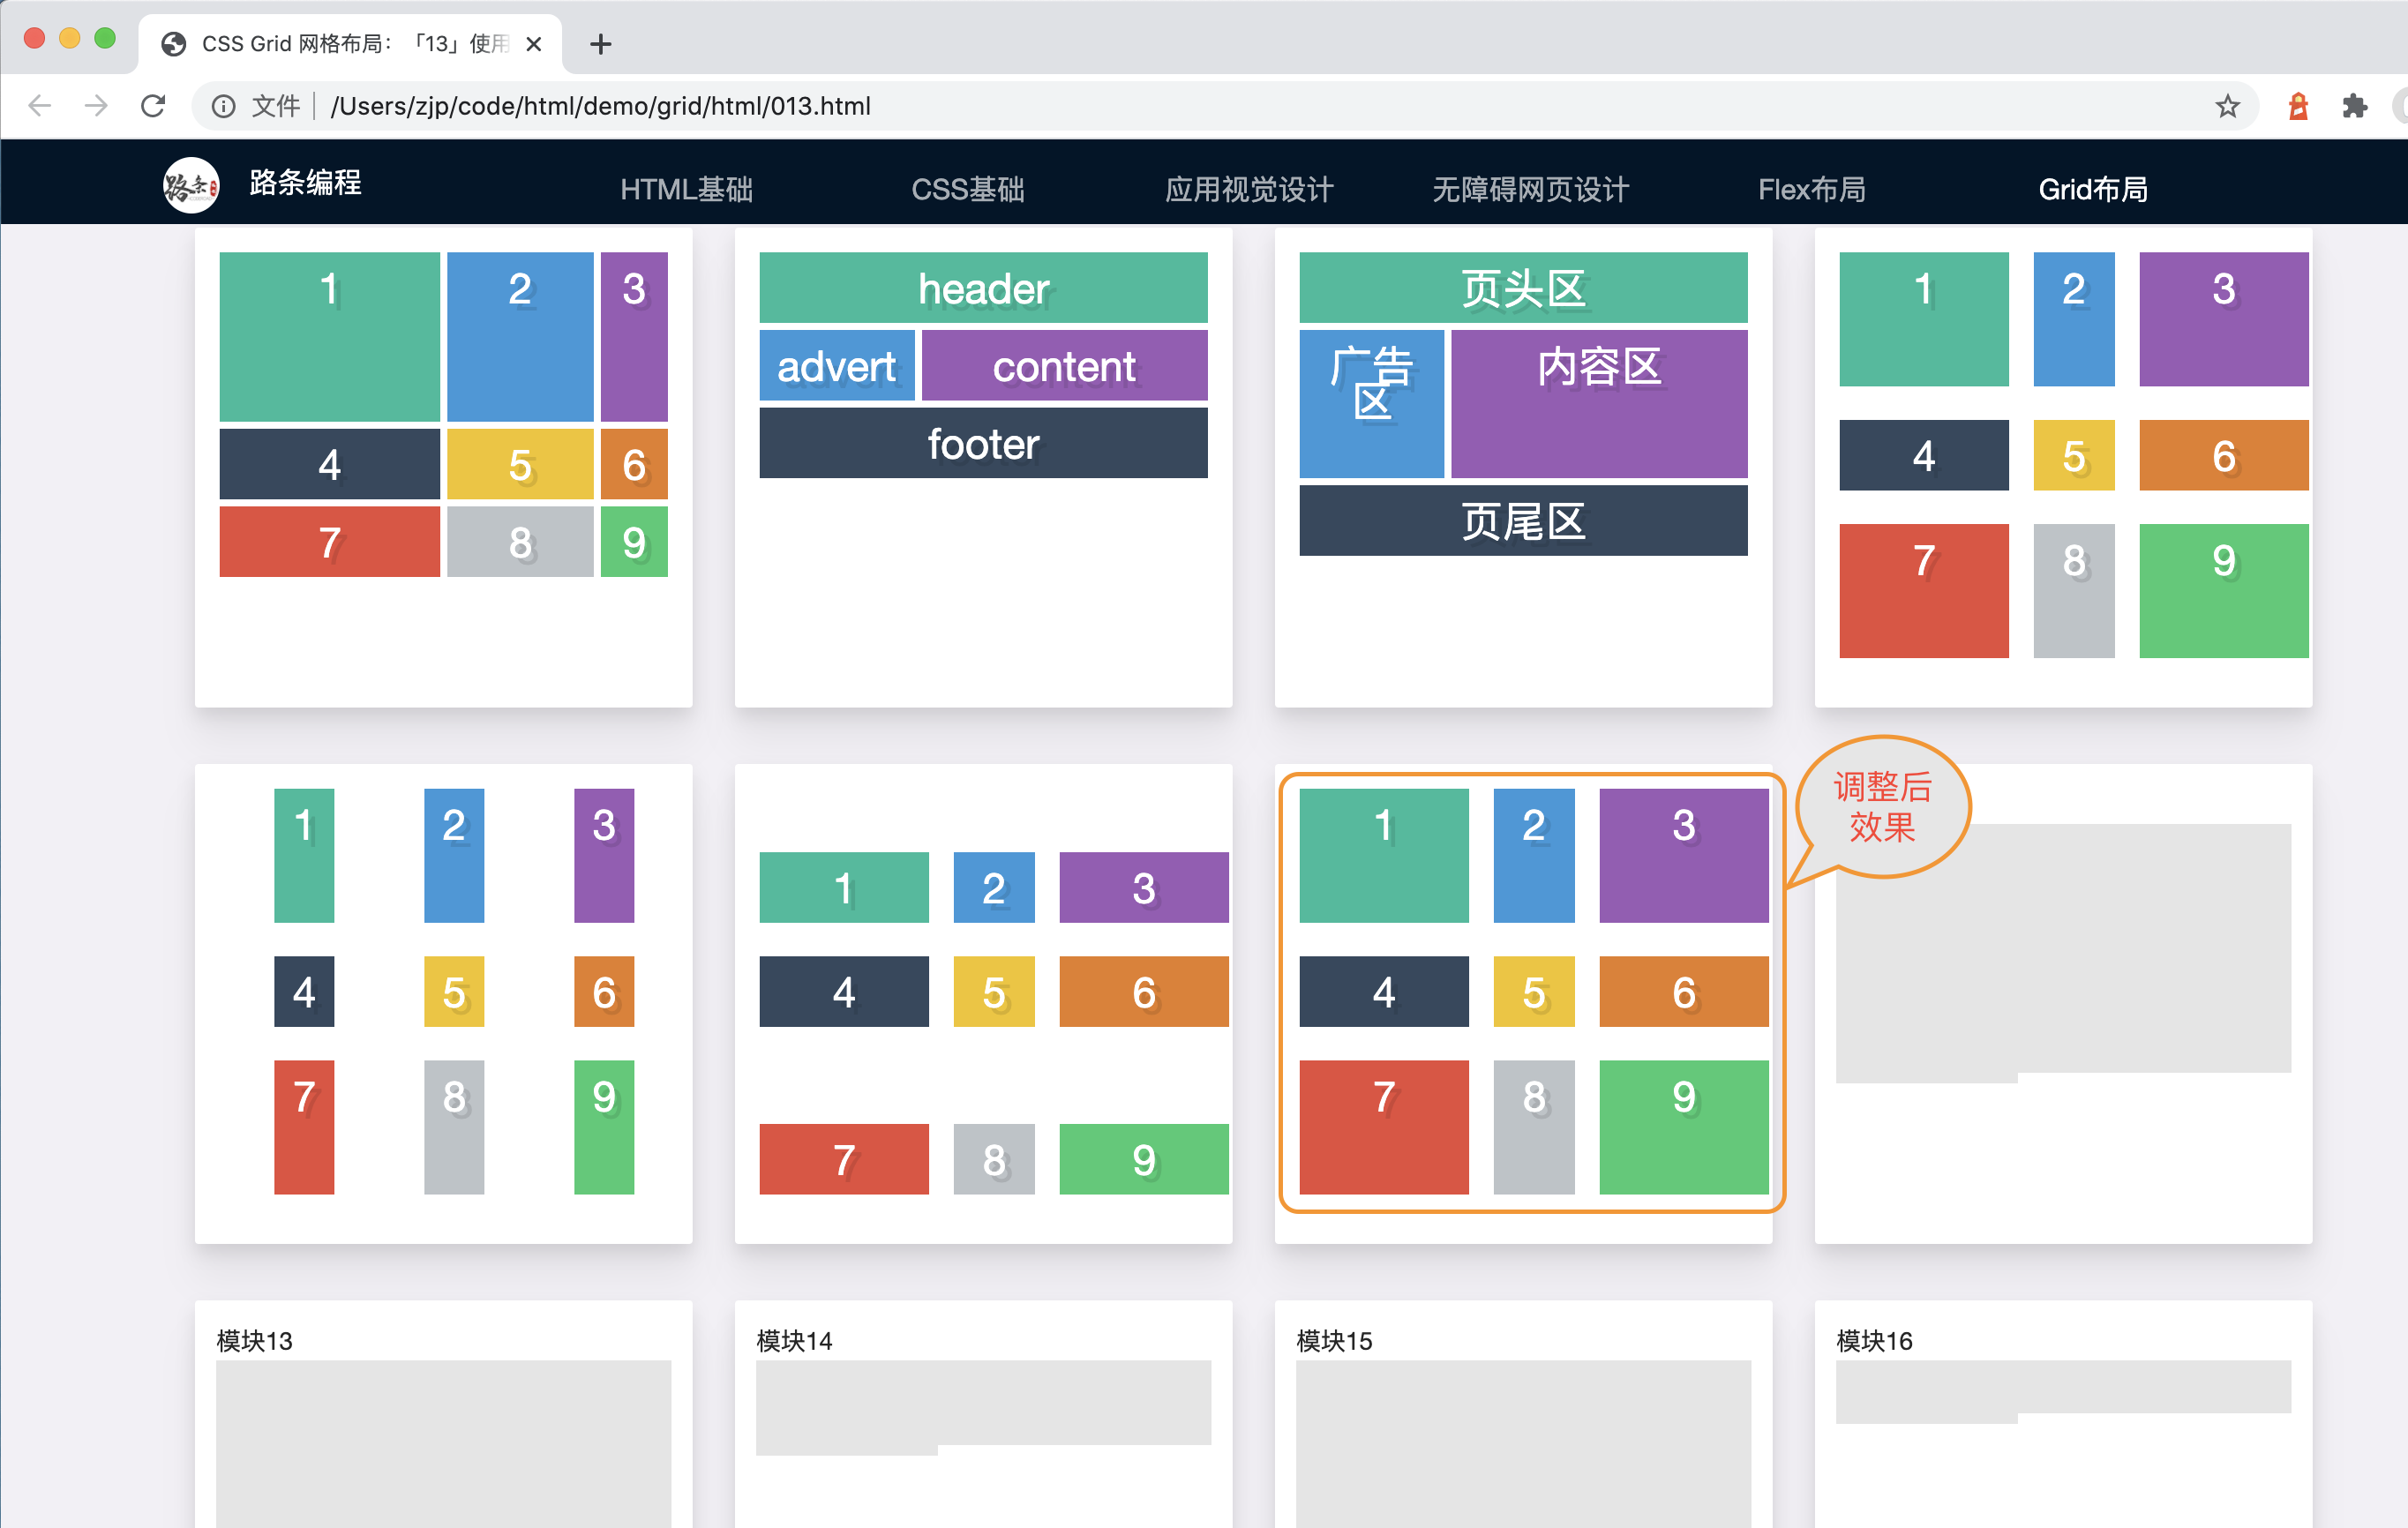 CSS Grid 网格布局：「13」使用
文件 /Users/zjp/code/html/demo/grid/html/013.html
路条
路条编程
HTML基础
CSS基础
应用视觉设计
无障碍网页设计
Flex布局
Grid布局
1 2 3
4 5 6
7 8 9
header
advert content
footer
页头区
广告
区
内容区
页尾区
1 2 3
4 5 6
7 8 9
1 2 3
4 5 6
7 8 9
1 2 3
4 5 6
7 8 9
1 2 3
4 5 6
7 8 9
调整后
效果
模块13
模块14
模块15
模块16